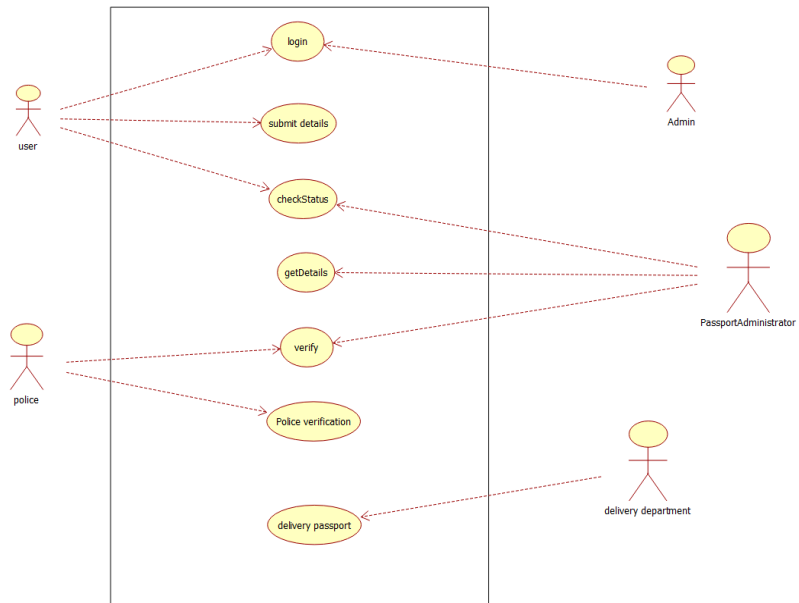 login
Admin
submit details
user
checkStatus
getDetails
PassportAdministrator
verify
police
Police verification
delivery department
delivery passport